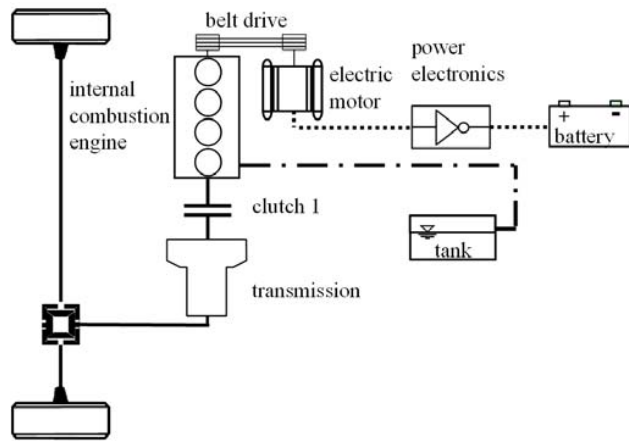 belt drive
internal
combustion
engine
electric
motor
power
electronics
+ -
battery
clutch 1
tank
transmission